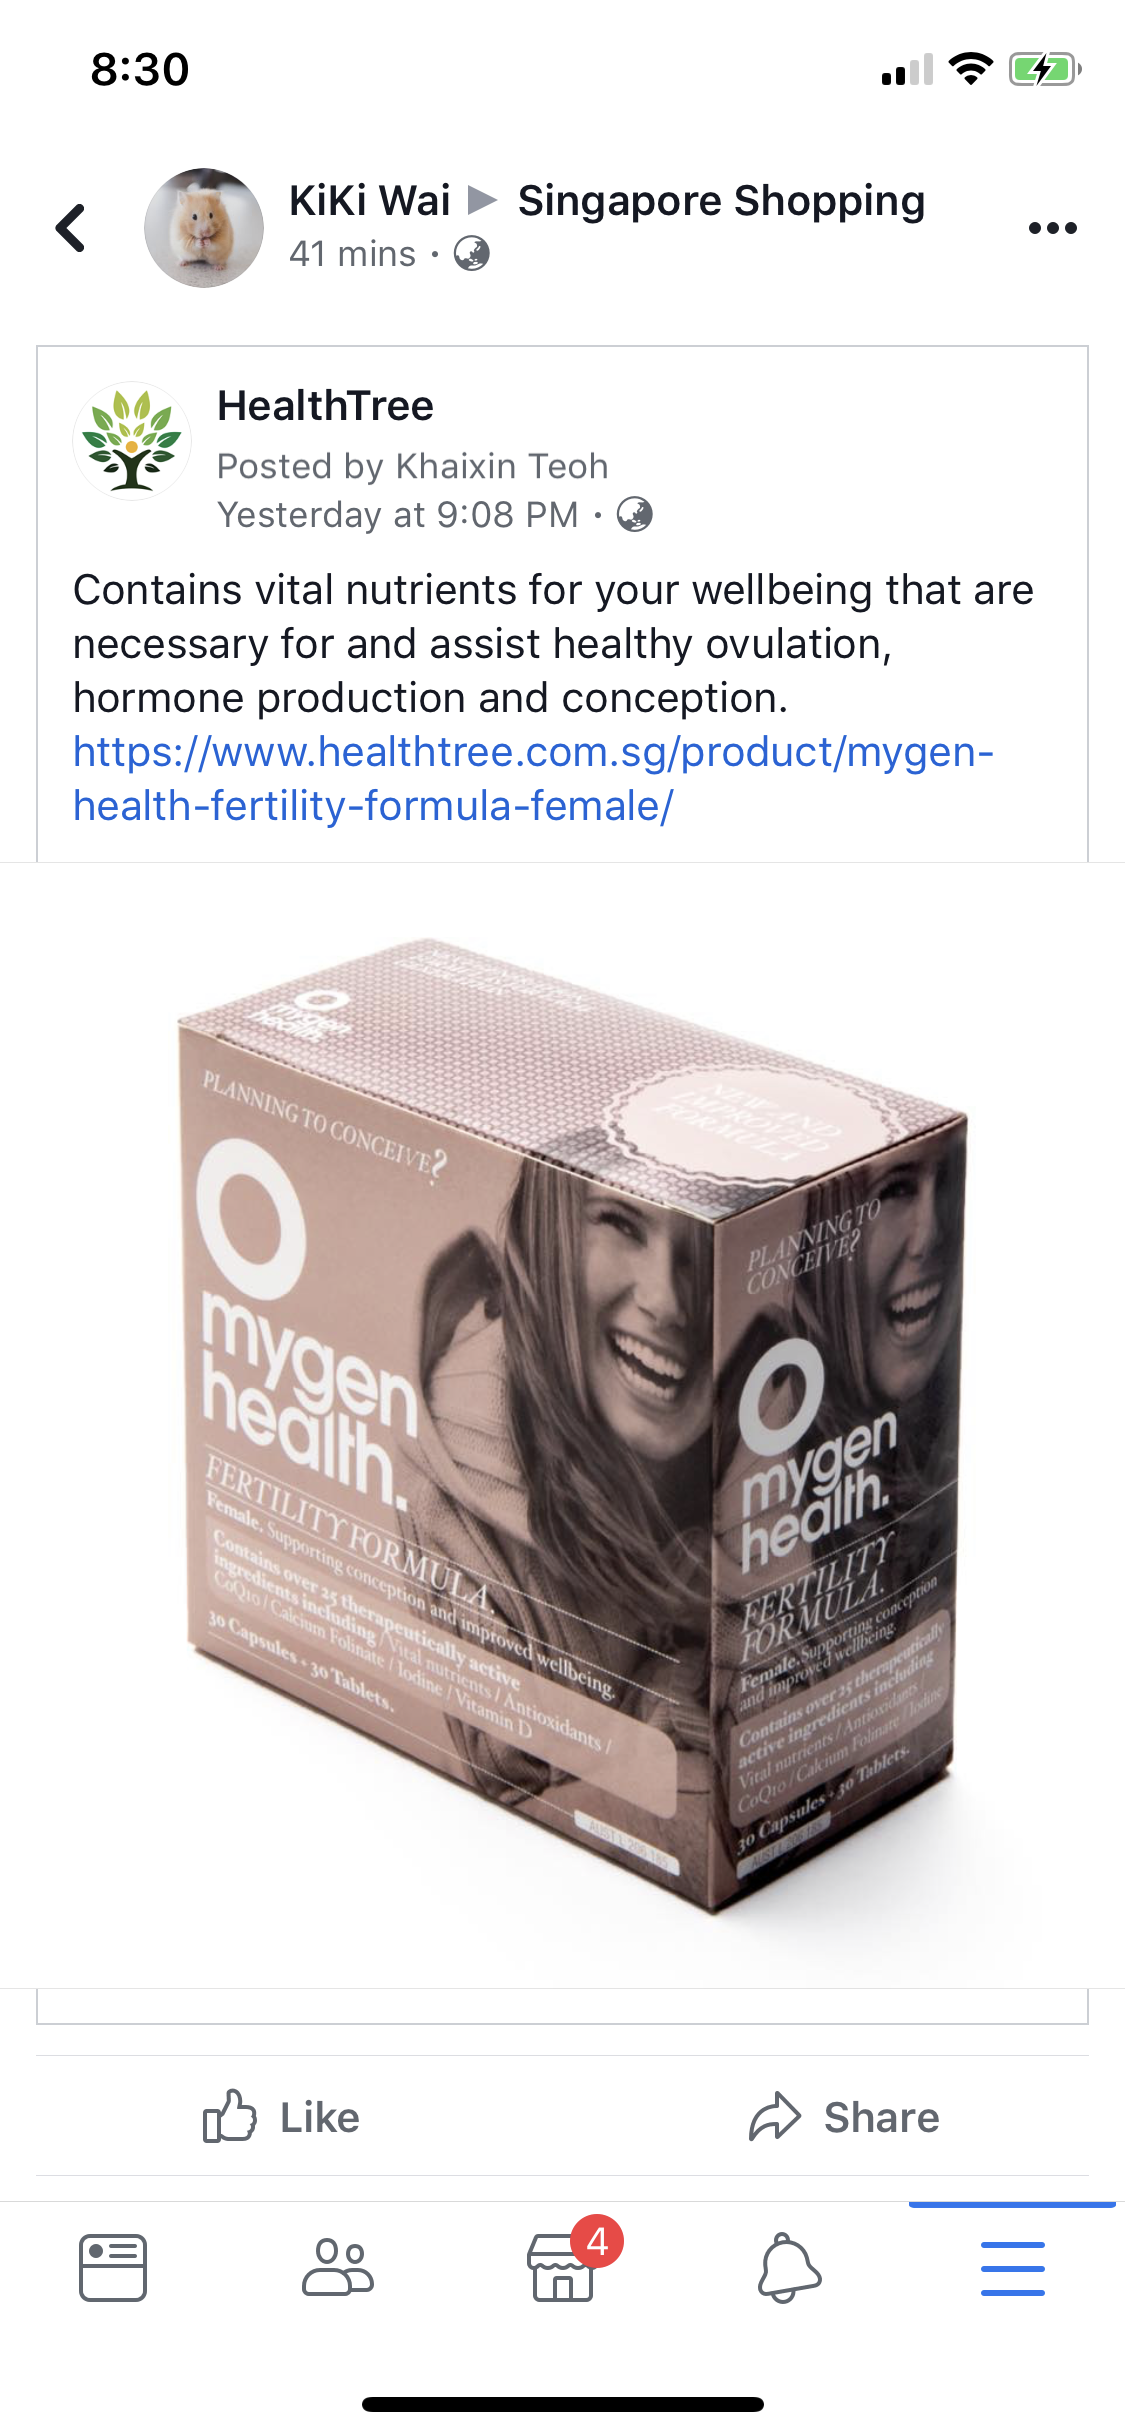 8:30
KiKi Wai ▶ Singapore Shopping
41 mins ·
HealthTree
Posted by Khaixin Teoh
Yesterday at 9:08 PM ·
Contains vital nutrients for your wellbeing that are
necessary for and assist healthy ovulation,
hormone production and conception.
https://www.healthtree.com.sg/product/mygen-
health-fertility-formula-female/
mygen
health.
NEW AND
IMPROVED
FORMULA
PLANNING TO CONCEIVE?
mygen
health.
FERTILITY FORMULA.
Female. Supporting conception and improved wellbeing.
Contains over 25 therapeutically active
ingredients including / Vital nutrients / Antioxidants /
CoQ10 / Calcium Folinate / Iodine / Vitamin D
30 Capsules + 30 Tablets.
AUST L 206 185
PLANNING TO
CONCEIVE?
mygen
health.
FERTILITY
FORMULA.
Female. Supporting conception
and improved wellbeing.
Contains over 25 therapeutically
active ingredients including
Vital nutrients / Antioxidants /
CoQ10 / Calcium Folinate / Iodine
30 Capsules + 30 Tablets.
AUST L 206 185
Like
Share
4